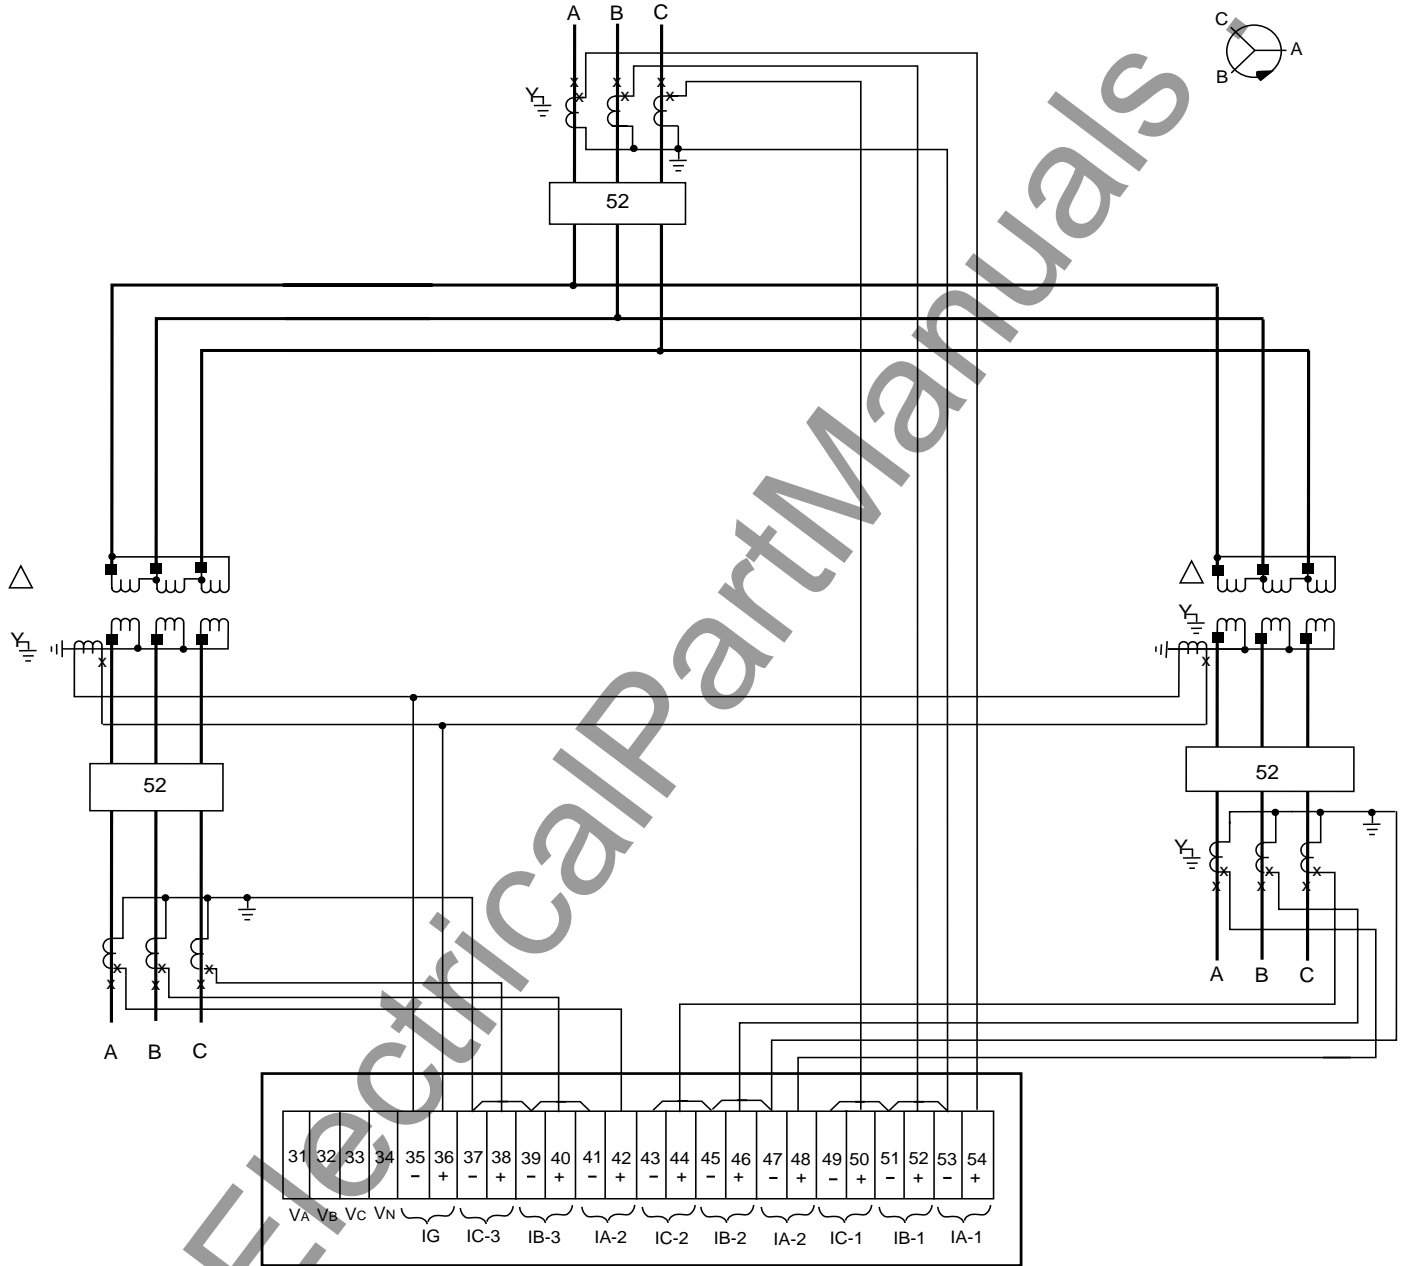 A B C
C
A
B
Y
52
Y
Y
52
52
Y
A B C
A B C
31 32 33 34 35 36 37 38 39 40 41 42 43 44 45 46 47 48 49 50 51 52 53 54
− + − + − + − + − + − + − + − + − + − +
VA VB VC VN
IG IC-3 IB-3 IA-2 IC-2 IB-2 IA-2 IC-1 IB-1 IA-1
ElectricalPartManuals .